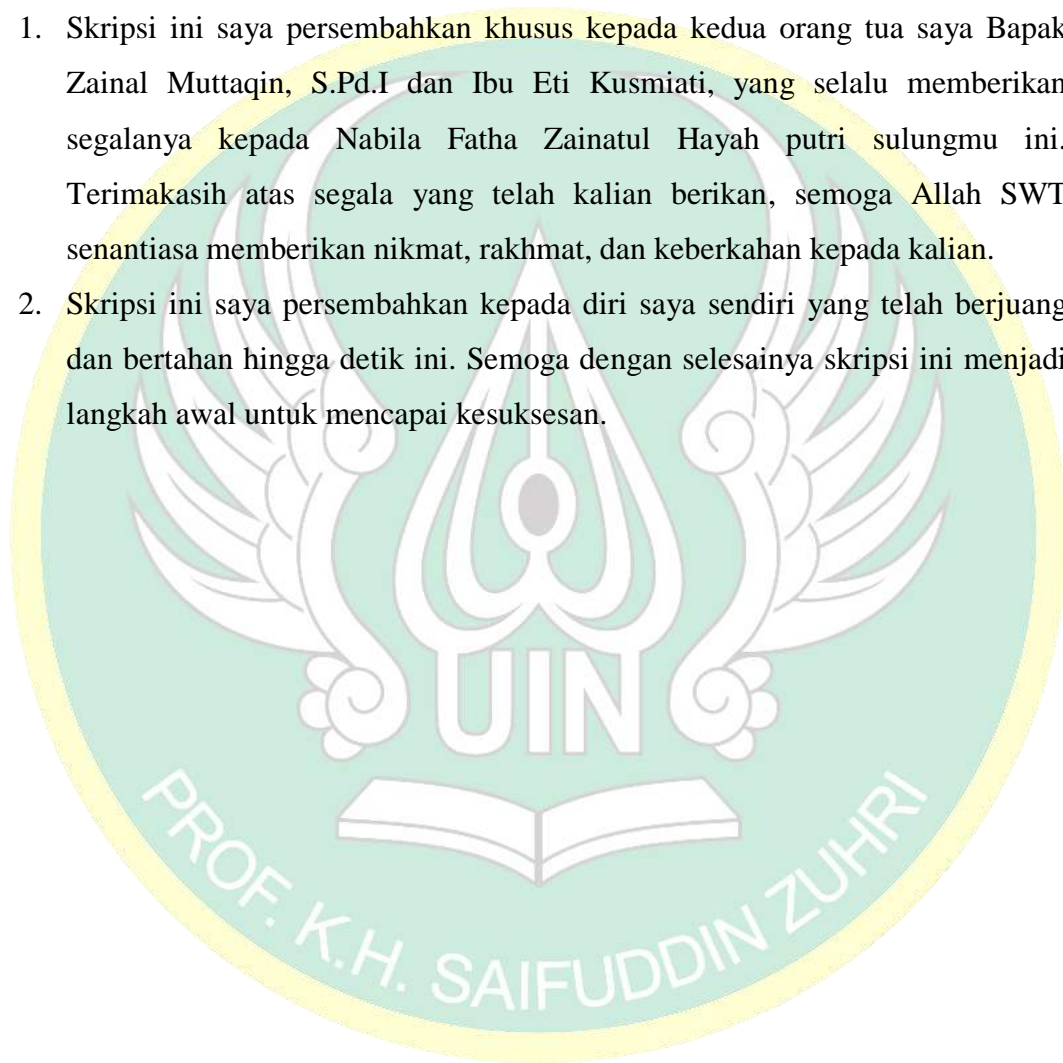 1. Skripsi ini saya persembahkan khusus kepada kedua orang tua saya Bapak
Zainal Muttaqin, S.Pd.I dan Ibu Eti Kusmiati, yang selalu memberikan
segalanya kepada Nabila Fatha Zainatul Hayah putri sulungmu ini.
Terimakasih atas segala yang telah kalian berikan, semoga Allah SWT
senantiasa memberikan nikmat, rakhmat, dan keberkahan kepada kalian.
2. Skripsi ini saya persembahkan kepada diri saya sendiri yang telah berjuang
dan bertahan hingga detik ini. Semoga dengan selesainya skripsi ini menjadi
langkah awal untuk mencapai kesuksesan.
UIN
PROF. K.H. SAIFUDDIN ZUHRI